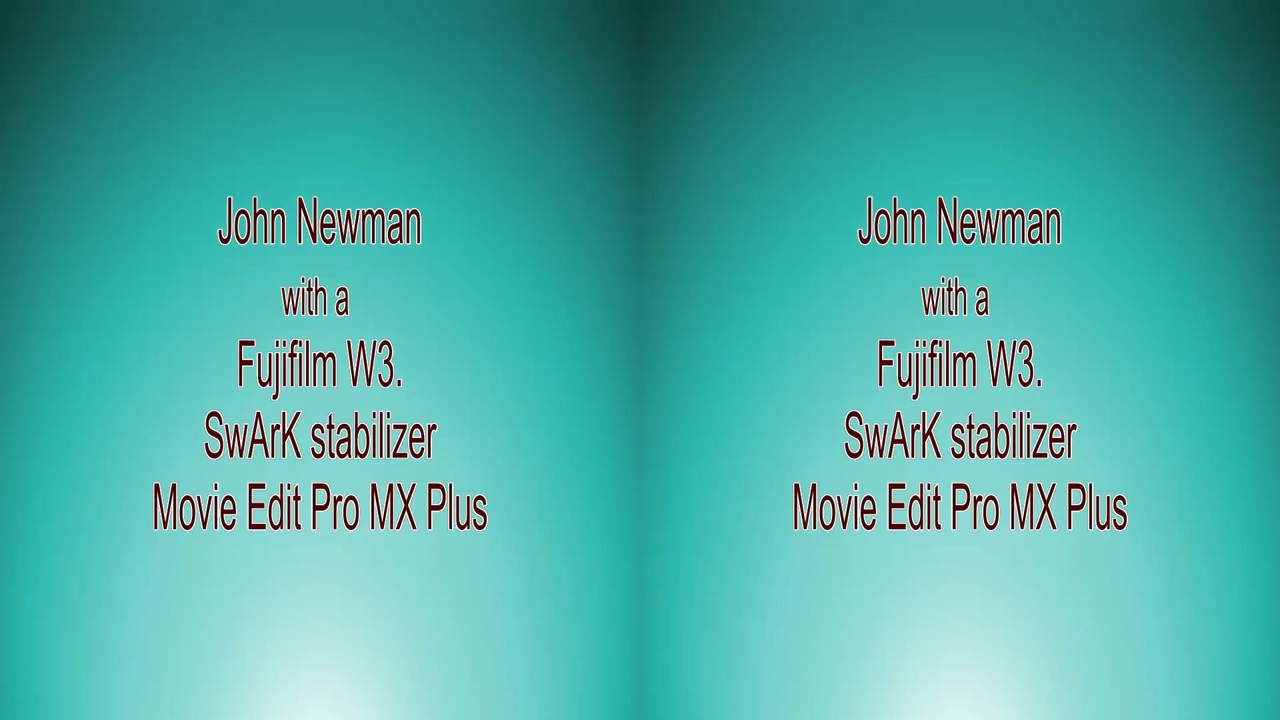 John Newman
with a
Fujifilm W3.
SwArK stabilizer
Movie Edit Pro MX Plus
John Newman
with a
Fujifilm W3.
SwArK stabilizer
Movie Edit Pro MX Plus